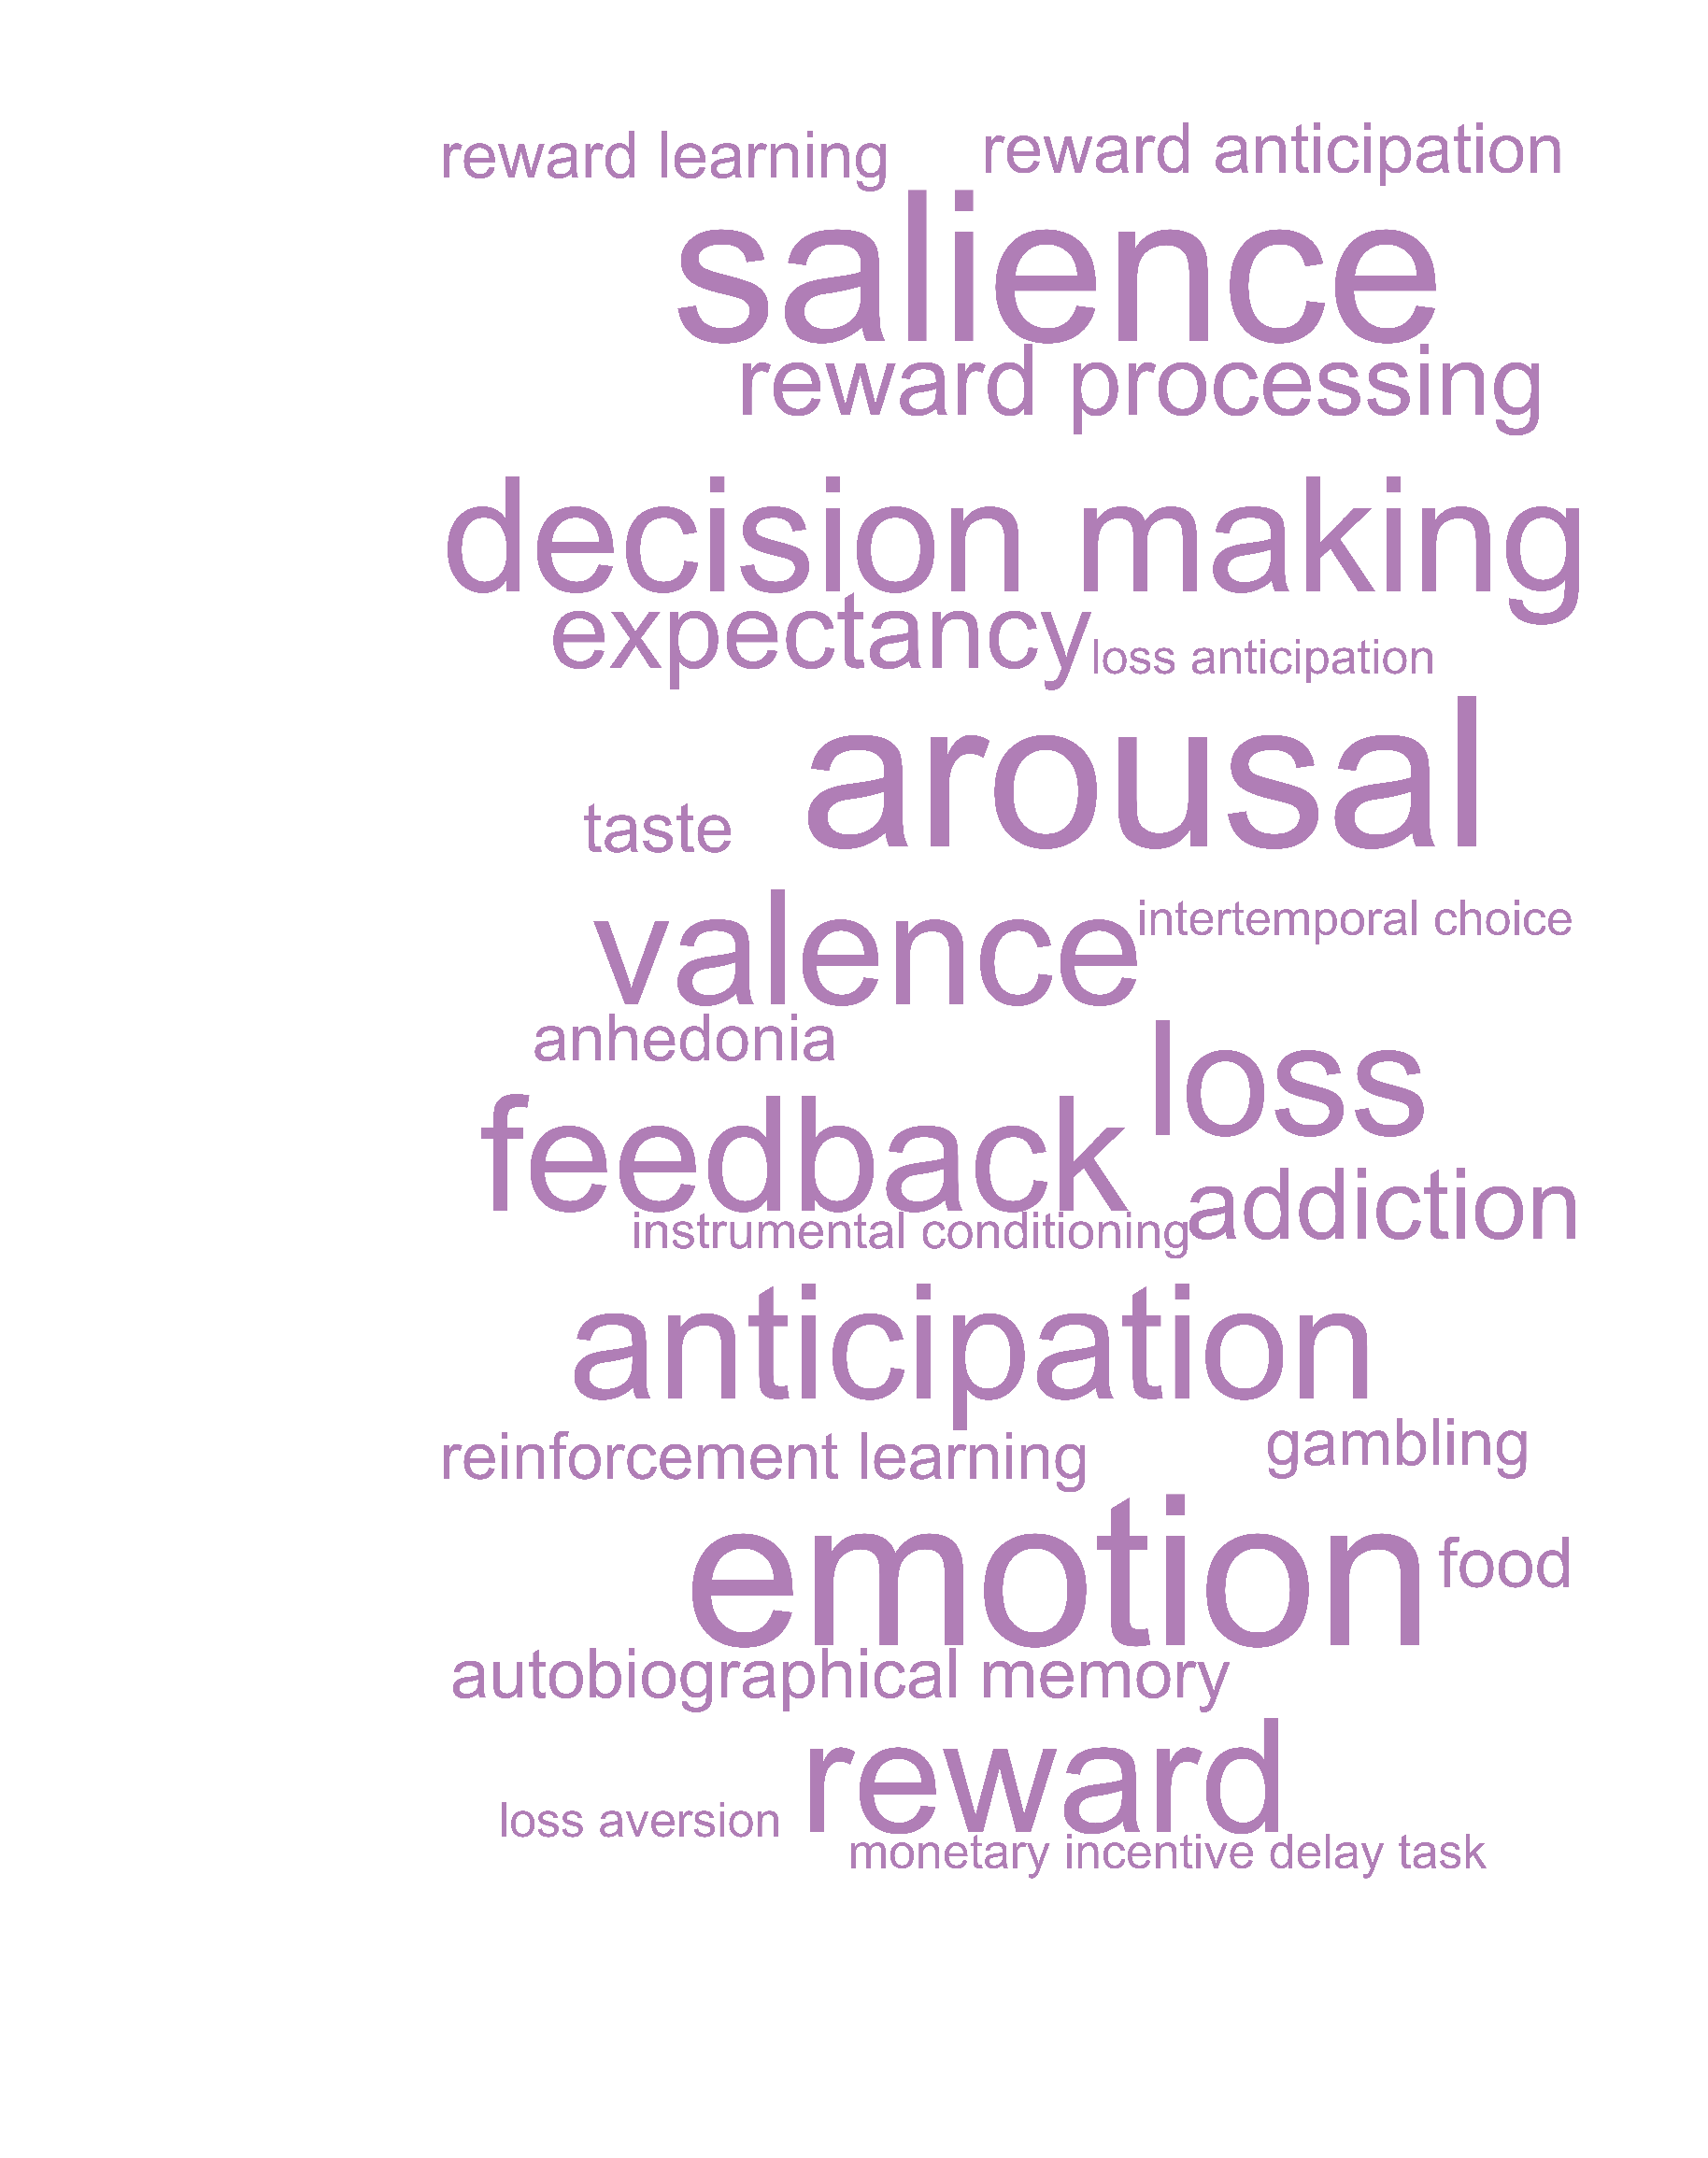 reward learning
reward anticipation
salience
reward processing
decision making
expectancy
loss anticipation
arousal
taste
valence
intertemporal choice
anhedonia
loss
feedback
addiction
instrumental conditioning
anticipation
reinforcement learning
gambling
emotion
food
autobiographical memory
reward
loss aversion
monetary incentive delay task